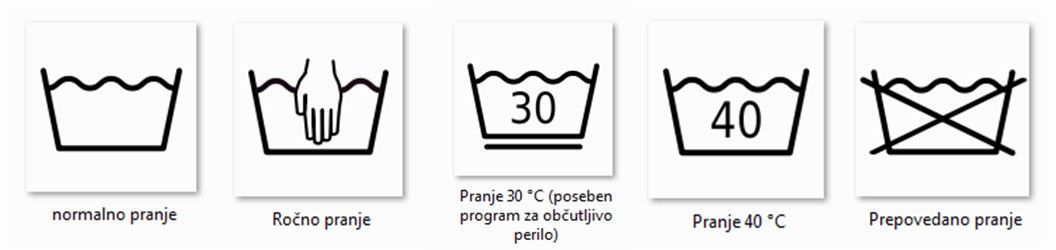 30
40
normalno pranje
Ročno pranje
Pranje 30 °C (poseben
program za občutljivo
perilo)
Pranje 40 °C
Prepovedano pranje